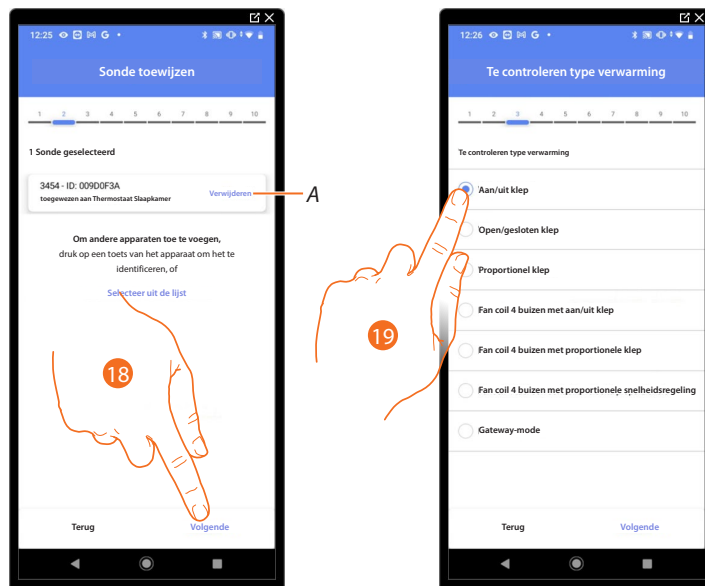 12:25 G
Sonde toewijzen
1 2 3 4 5 6 7 8 9 10
1 Sonde geselecteerd
3454 - ID: 009D0F3A
toegewezen aan Thermostaat Slaapkamer
Verwijderen
A
Om andere apparaten toe te voegen,
druk op een toets van het apparaat om het te
identificeren, of
Selecteer uit de lijst
18
Terug Volgende
12:26 G
Te controleren type verwarming
1 2 3 4 5 6 7 8 9 10
Te controleren type verwarming
Aan/uit klep
Open/gesloten klep
Proportionel klep
Fan coil 4 buizen met aan/uit klep
19
Fan coil 4 buizen met proportionele klep
Fan coil 4 buizen met proportionele snelheidsregeling
Gateway-mode
Terug Volgende